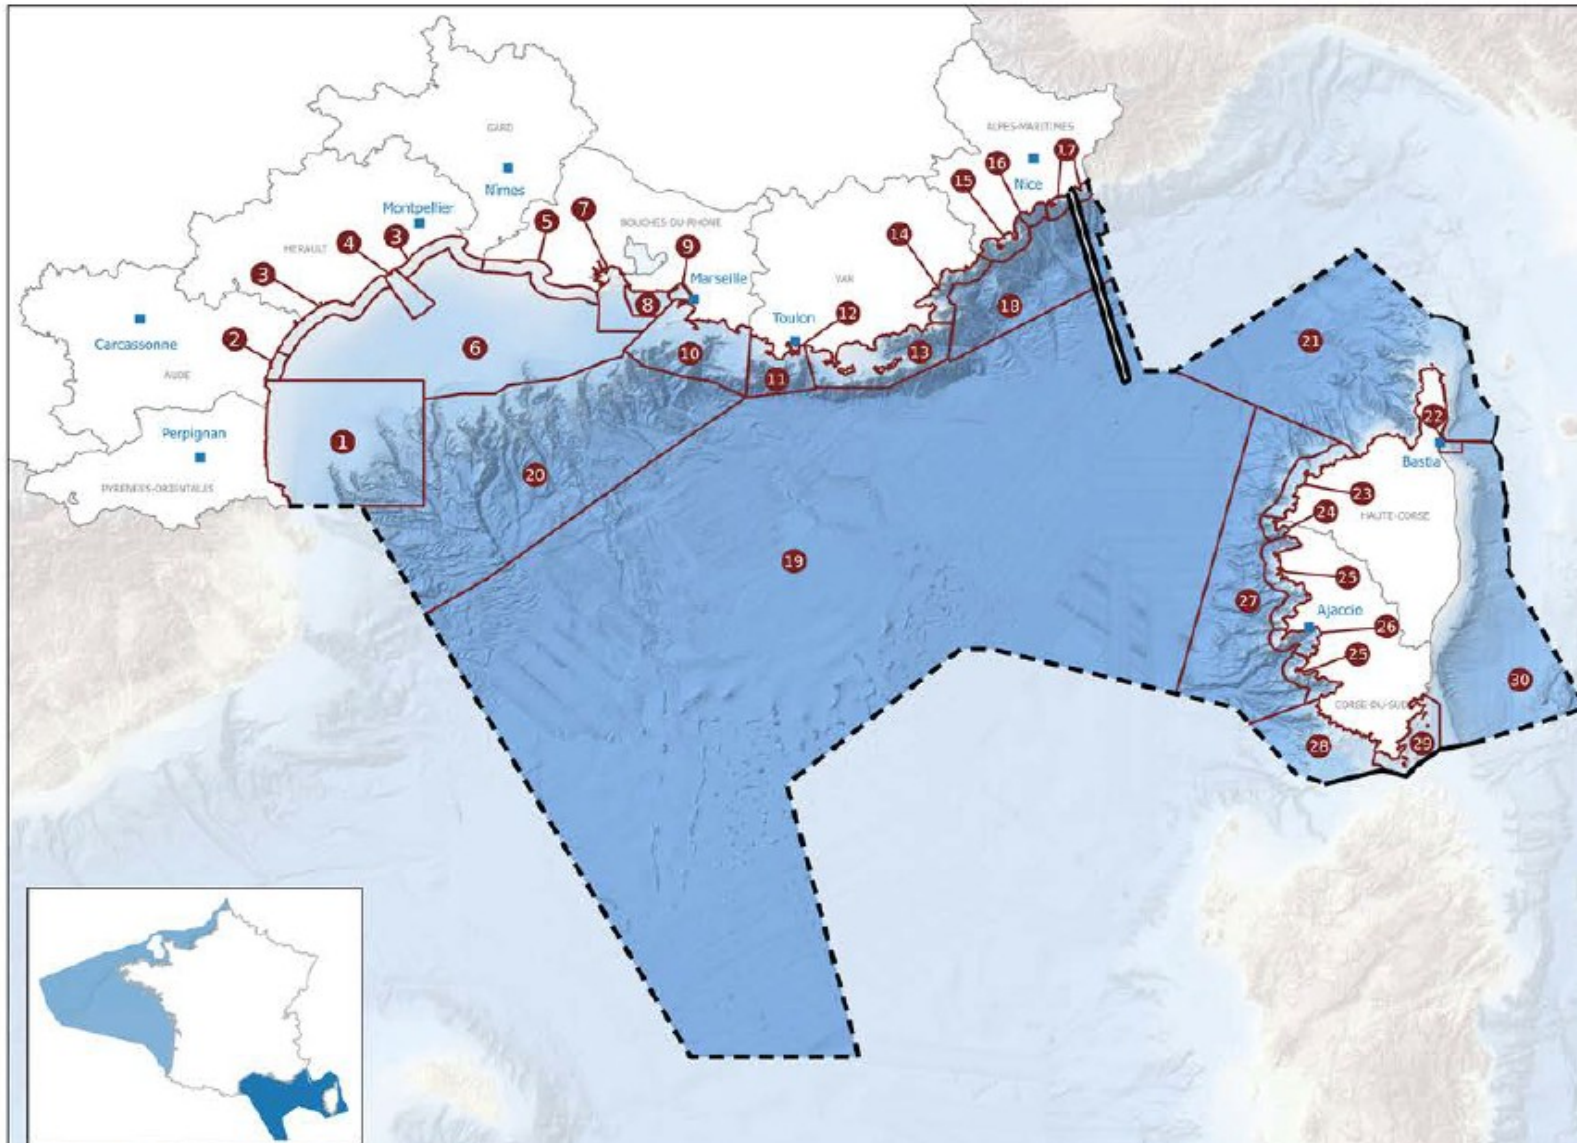 GARD
ALPES-MARITIMES
17
16
15
Nice
Nîmes
Montpellier
5
7
BOUCHES-DU-RHONE
HERAULT
4
3
9
14
Marseille
VAR
3
8
18
12
Toulon
Carcassonne
2
6
10
13
21
AUDE
11
22
Perpignan
1
Bastia
20
PYRENEES-ORIENTALES
23
24
HAUTE-CORSE
19
25
27
Ajaccio
26
25
30
CORSE-DU-SUD
28
29